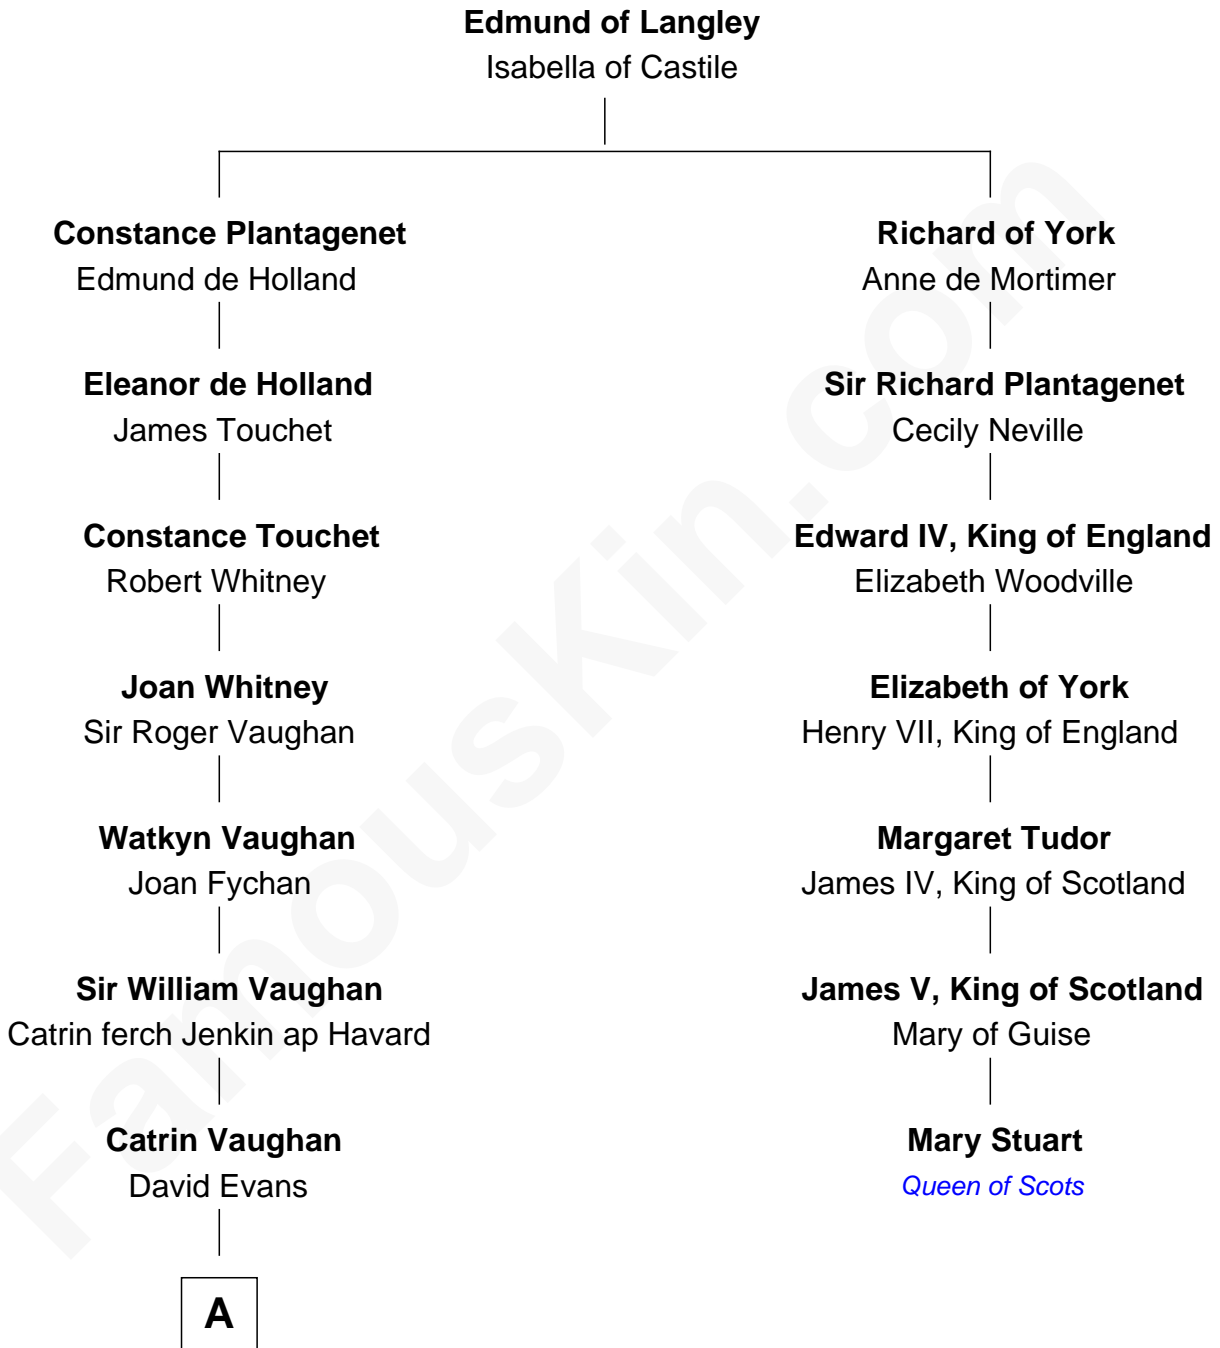 Edmund of Langley
Isabella of Castile
Constance Plantagenet
Edmund de Holland
Richard of York
Anne de Mortimer
Eleanor de Holland
James Touchet
Sir Richard Plantagenet
Cecily Neville
Constance Touchet
Robert Whitney
Edward IV, King of England
Elizabeth Woodville
Joan Whitney
Sir Roger Vaughan
Elizabeth of York
Henry VII, King of England
Watkyn Vaughan
Joan Fychan
Margaret Tudor
James IV, King of Scotland
Sir William Vaughan
Catrin ferch Jenkin ap Havard
James V, King of Scotland
Mary of Guise
Catrin Vaughan
David Evans
Mary Stuart
Queen of Scots
A
FamousKin.com